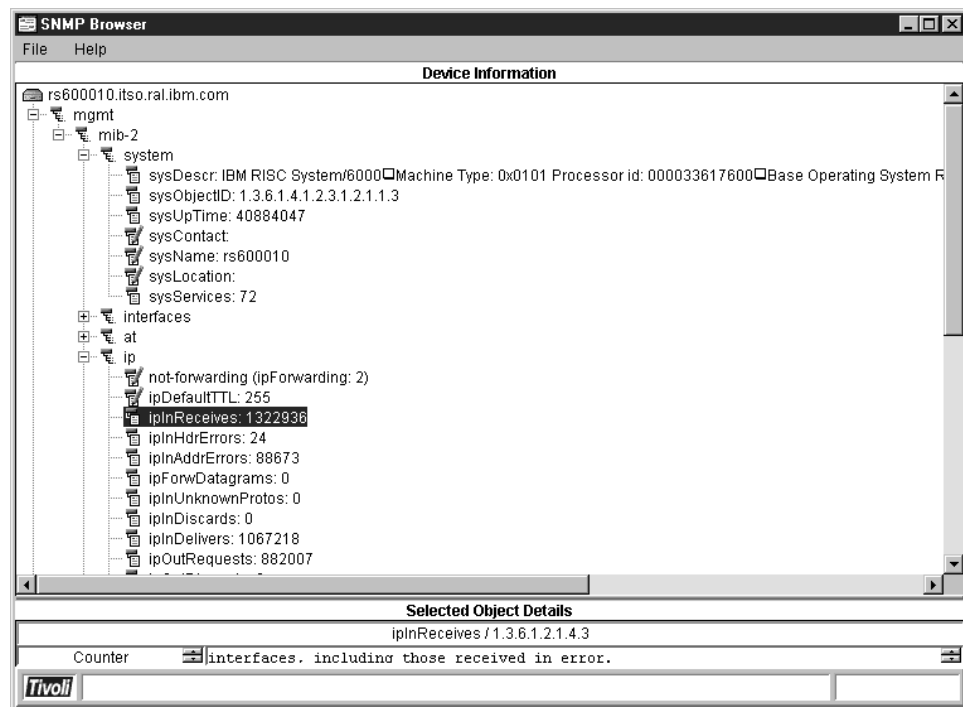 SNMP Browser
File Help
Device Information
rs600010.itso.ral.ibm.com
mgmt
mib-2
system
sysDescr: IBM RISC System/6000□Machine Type: 0x0101 Processor id: 000033617600□Base Operating System R
sysObjectID: 1.3.6.1.4.1.2.3.1.2.1.1.3
sysUpTime: 40884047
sysContact:
sysName: rs600010
sysLocation:
sysServices: 72
interfaces
at
ip
not-forwarding (ipForwarding: 2)
ipDefaultTTL: 255
ipInReceives: 1322936
ipInHdrErrors: 24
ipInAddrErrors: 88673
ipForwDatagrams: 0
ipInUnknownProtos: 0
ipInDiscards: 0
ipInDelivers: 1067218
ipOutRequests: 882007
Selected Object Details
ipInReceives / 1.3.6.1.2.1.4.3
Counter interfaces, including those received in error.
Tivoli